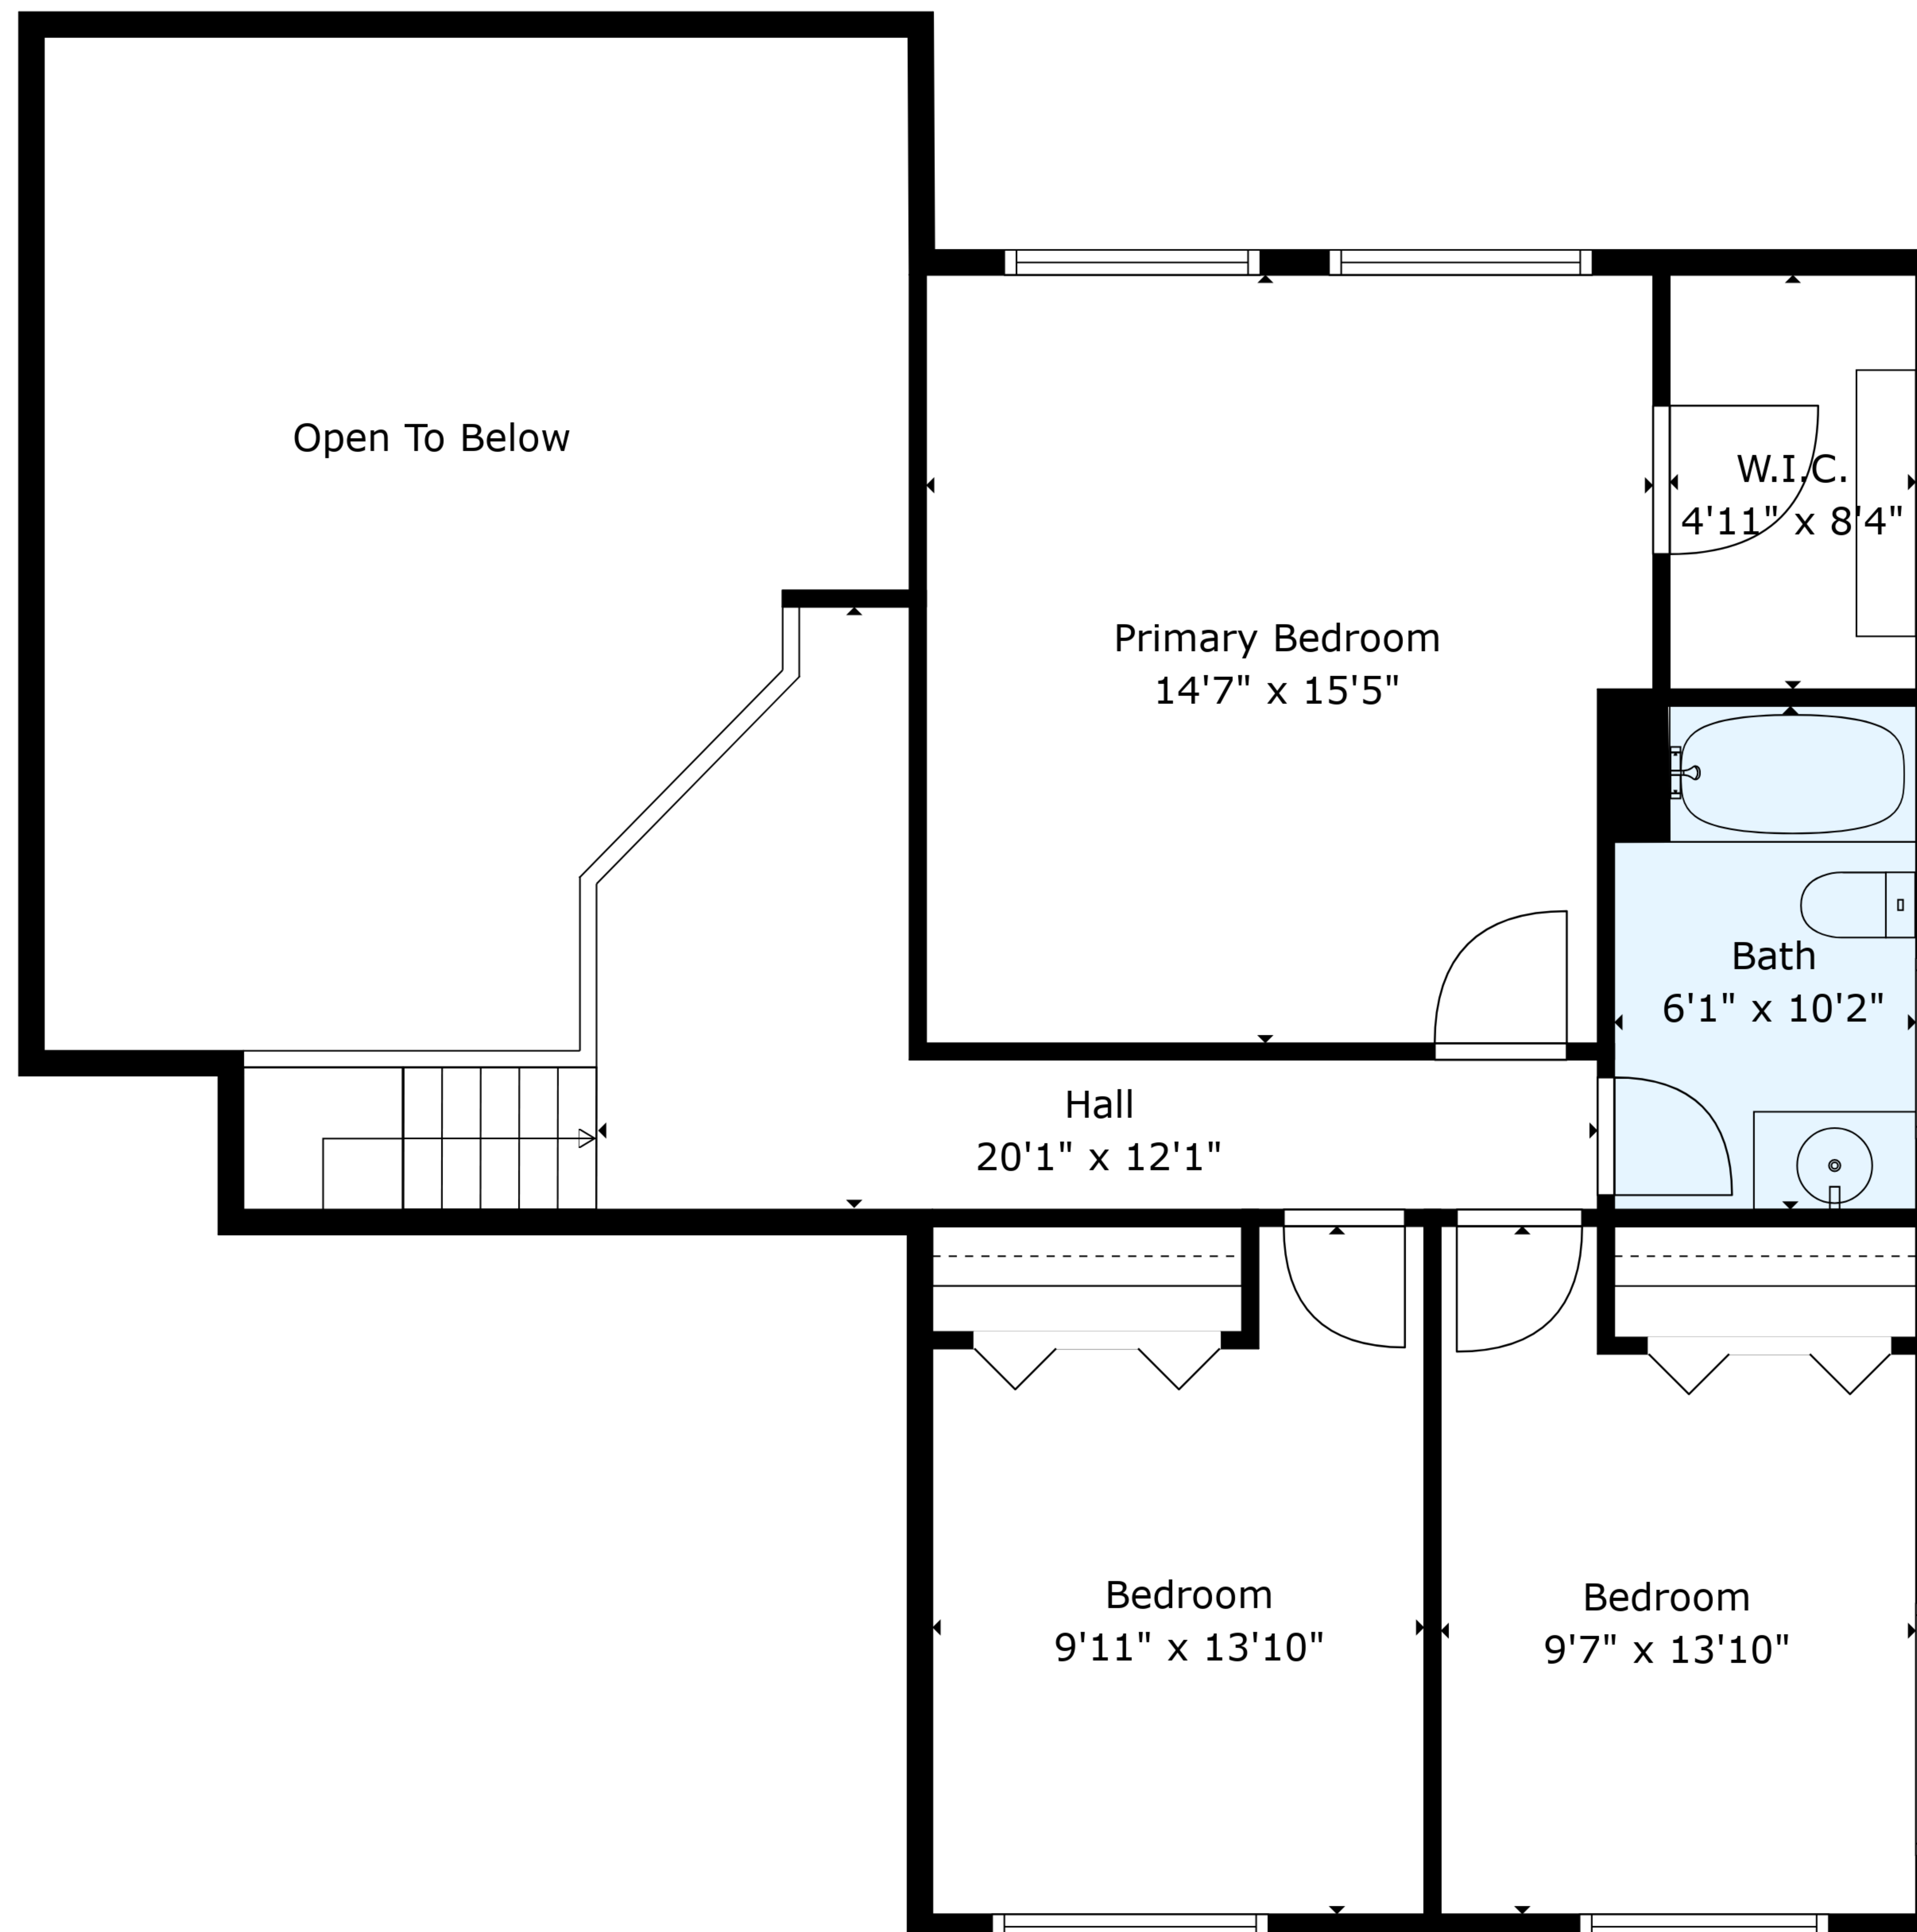 Open To Below
W.I.C.
4'11" x 8'4"
Primary Bedroom
14'7" x 15'5"
Bath
6'1" x 10'2"
Hall
20'1" x 12'1"
Bedroom
9'11" x 13'10"
Bedroom
9'7" x 13'10"